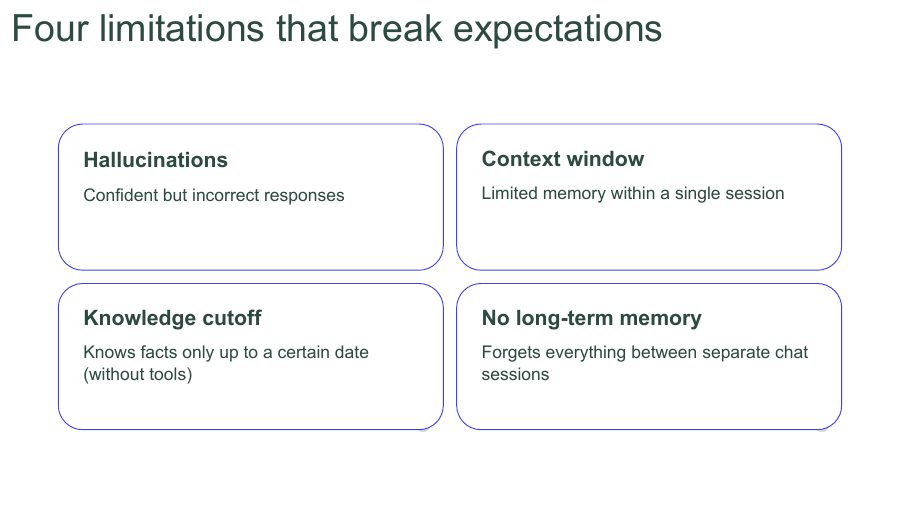 Four limitations that break expectations
Hallucinations
Confident but incorrect responses
Context window
Limited memory within a single session
Knowledge cutoff
Knows facts only up to a certain date
(without tools)
No long-term memory
Forgets everything between separate chat
sessions